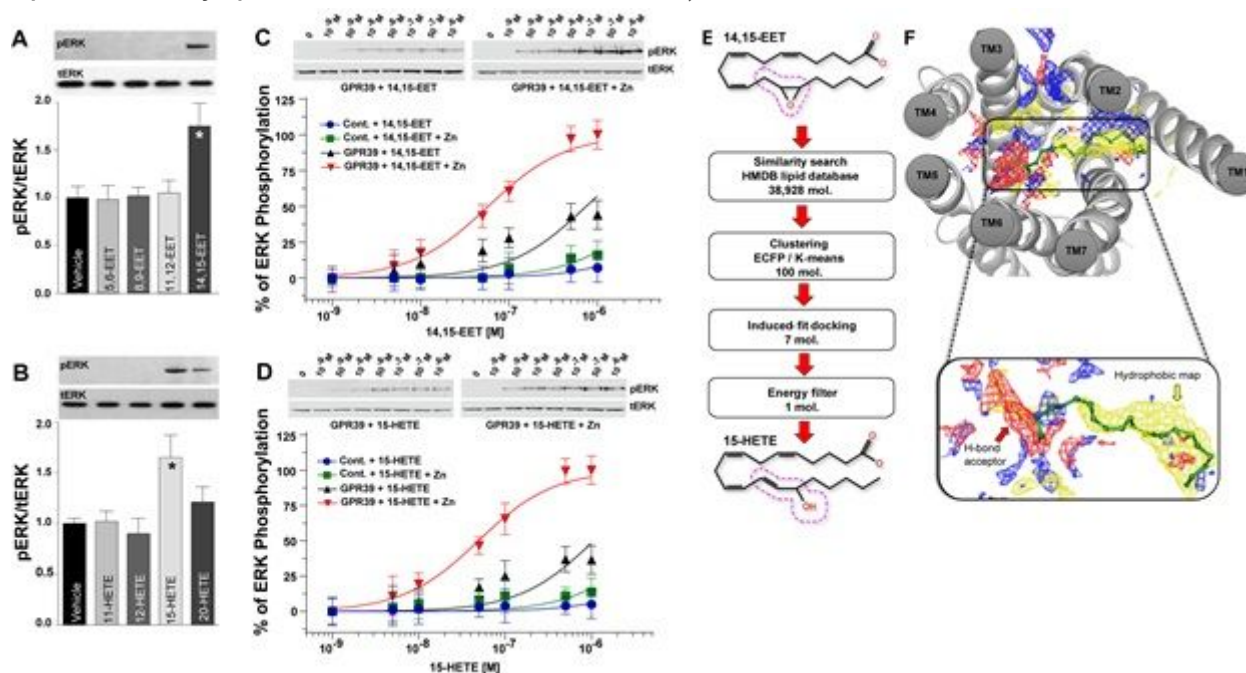 A
pERK
tERK
pERK/tERK
2.0
1.5
1.0
0.5
0.0
Vehicle
5,6-EET
8,9-EET
11,12-EET
14,15-EET
*
B
pERK
tERK
pERK/tERK
2.0
1.5
1.0
0.5
0.0
Vehicle
11-HETE
12-HETE
15-HETE
20-HETE
*
C
pERK
tERK
GPR39 + 14,15-EET
GPR39 + 14,15-EET + Zn
% of ERK Phosphorylation
125
100
75
50
25
0
Cont. + 14,15-EET
Cont. + 14,15-EET + Zn
GPR39 + 14,15-EET
GPR39 + 14,15-EET + Zn
10⁻⁹
10⁻⁸
10⁻⁷
10⁻⁶
14,15-EET [M]
D
pERK
tERK
GPR39 + 15-HETE
GPR39 + 15-HETE + Zn
% of ERK Phosphorylation
125
100
75
50
25
0
Cont. + 15-HETE
Cont. + 15-HETE + Zn
GPR39 + 15-HETE
GPR39 + 15-HETE + Zn
10⁻⁹
10⁻⁸
10⁻⁷
10⁻⁶
15-HETE [M]
E
14,15-EET
O
O
O
Similarity search
HMDB lipid database
38,928 mol.
Clustering
ECFP / K-means
100 mol.
Induced-fit docking
7 mol.
Energy filter
1 mol.
15-HETE
O
O
OH
F
TM3
TM2
TM4
TM1
TM5
TM6
TM7
Hydrophobic map
H-bond
acceptor